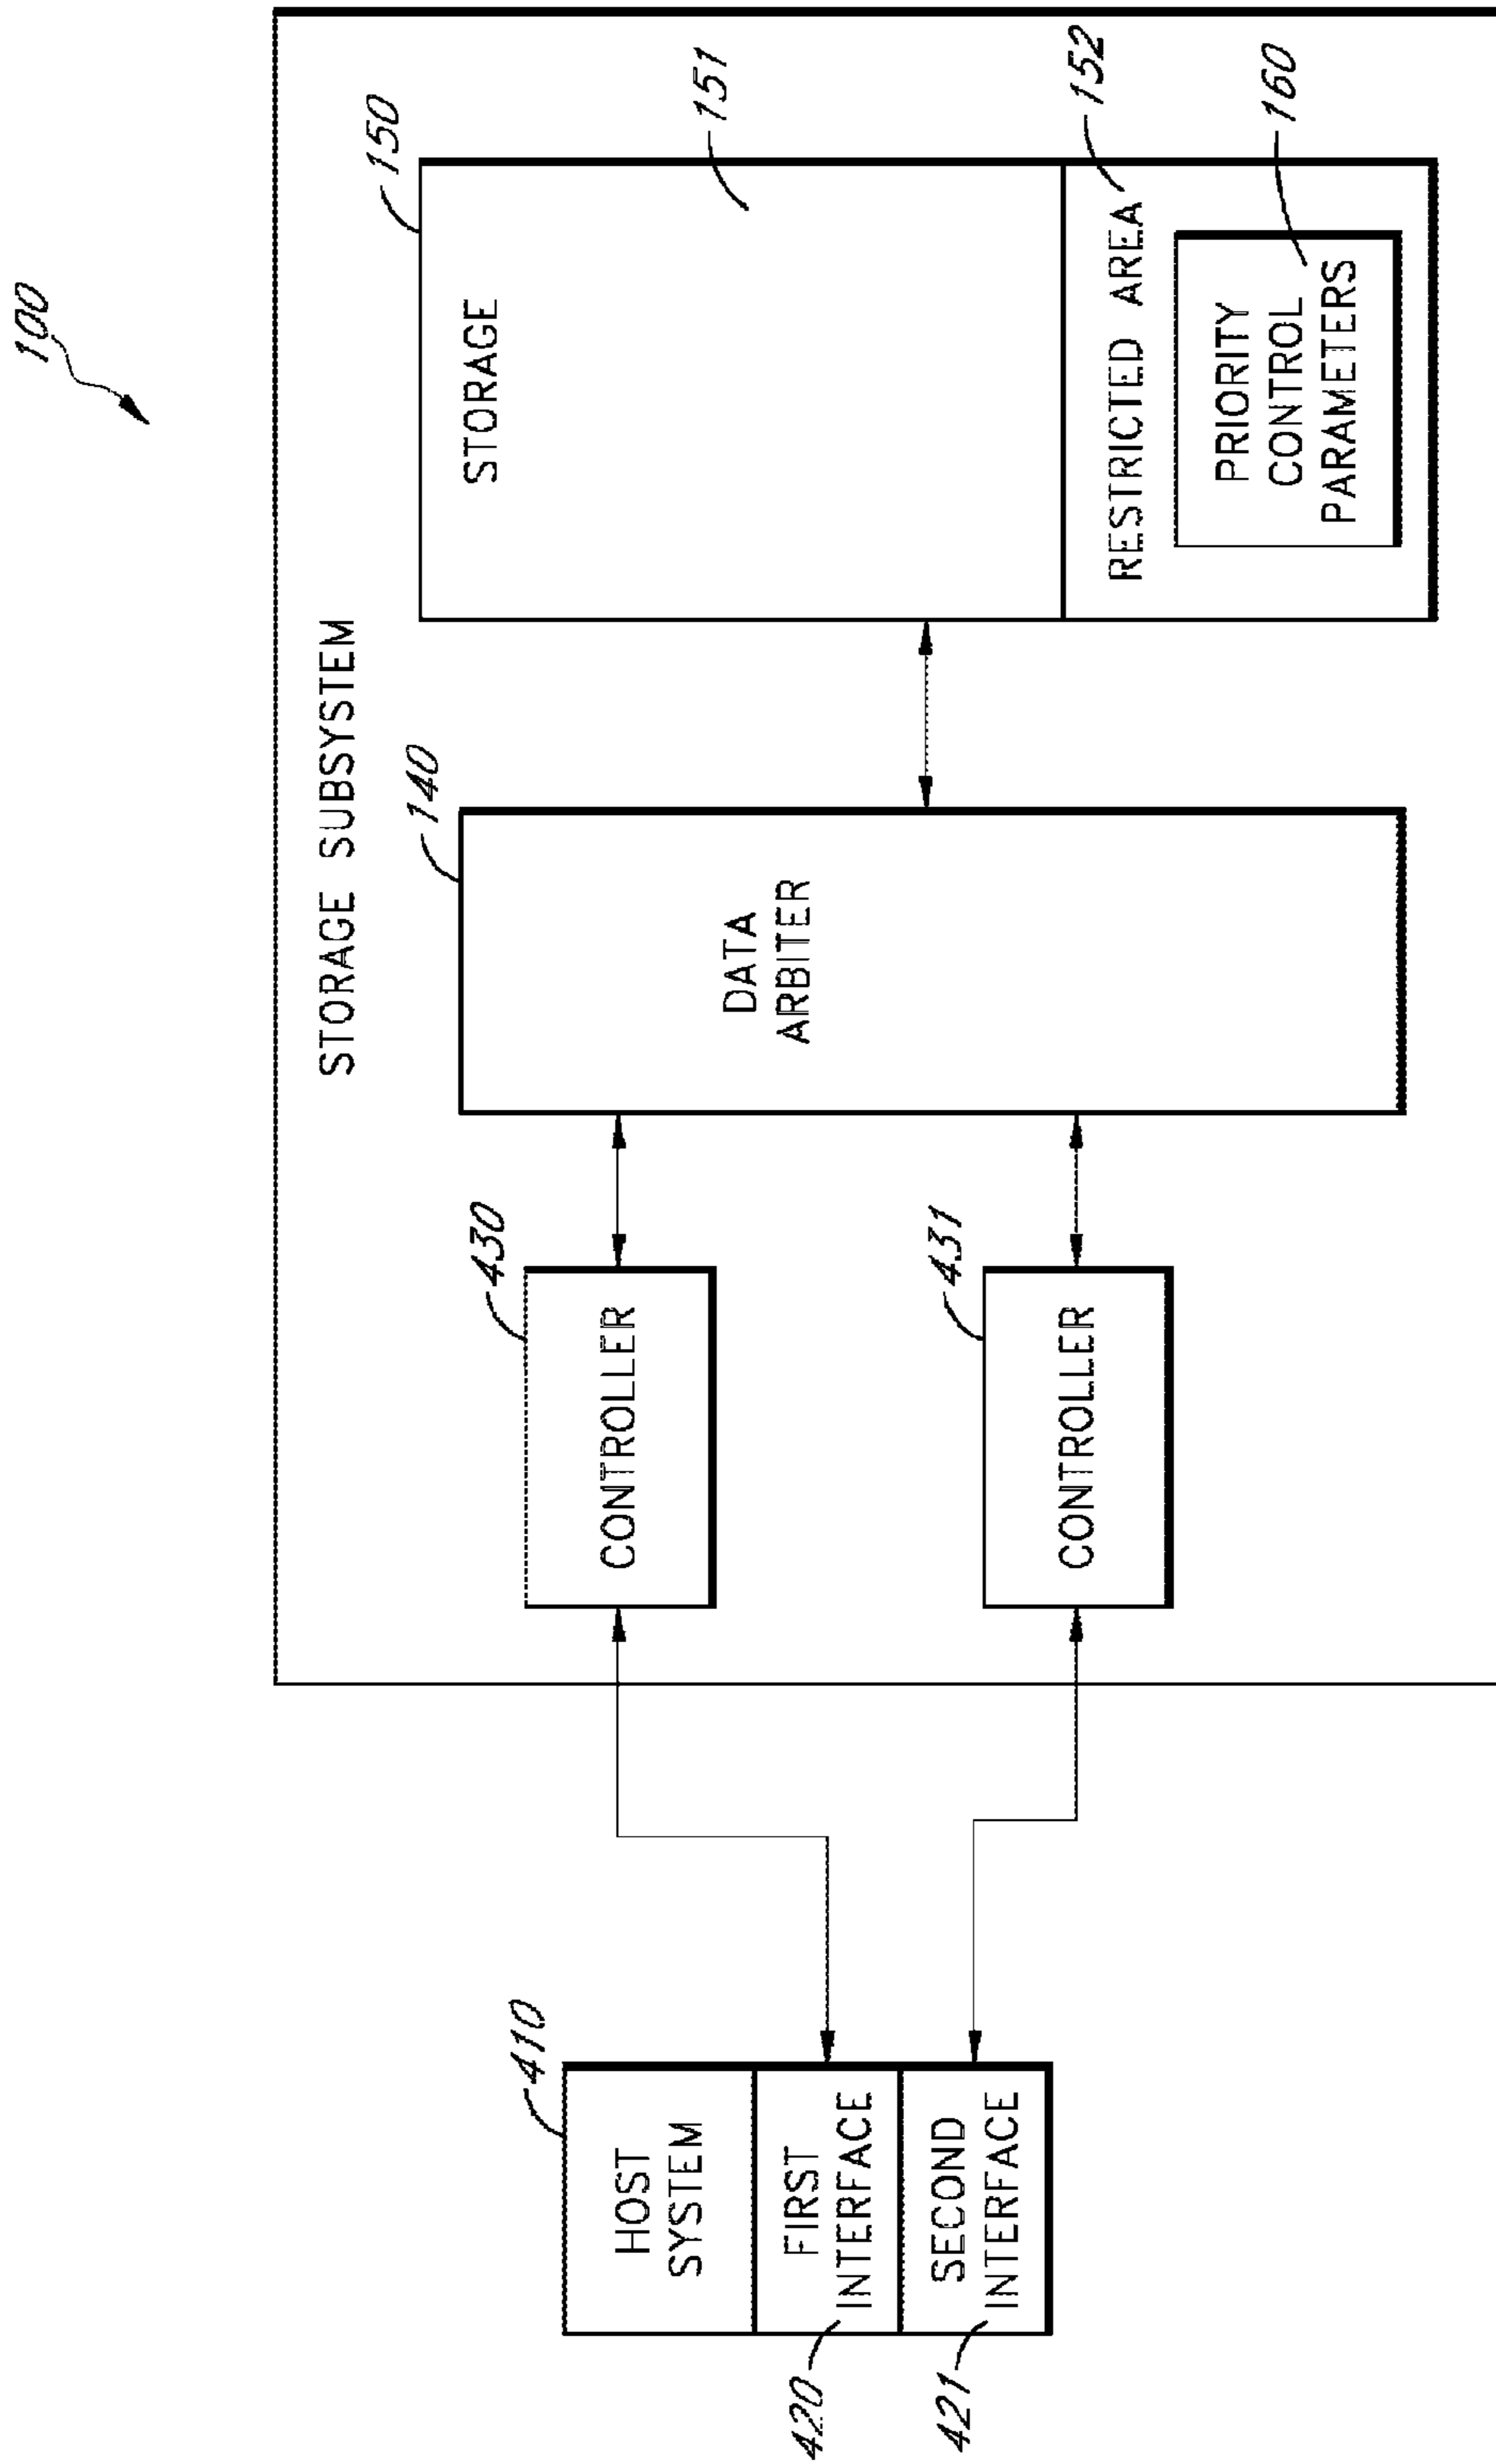 100
STORAGE SUBSYSTEM
410
HOST
SYSTEM
FIRST
INTERFACE
420
SECOND
INTERFACE
421
430
CONTROLLER
431
CONTROLLER
140
DATA
ARBITER
150
STORAGE
151
RESTRICTED AREA
152
PRIORITY
CONTROL
PARAMETERS
160